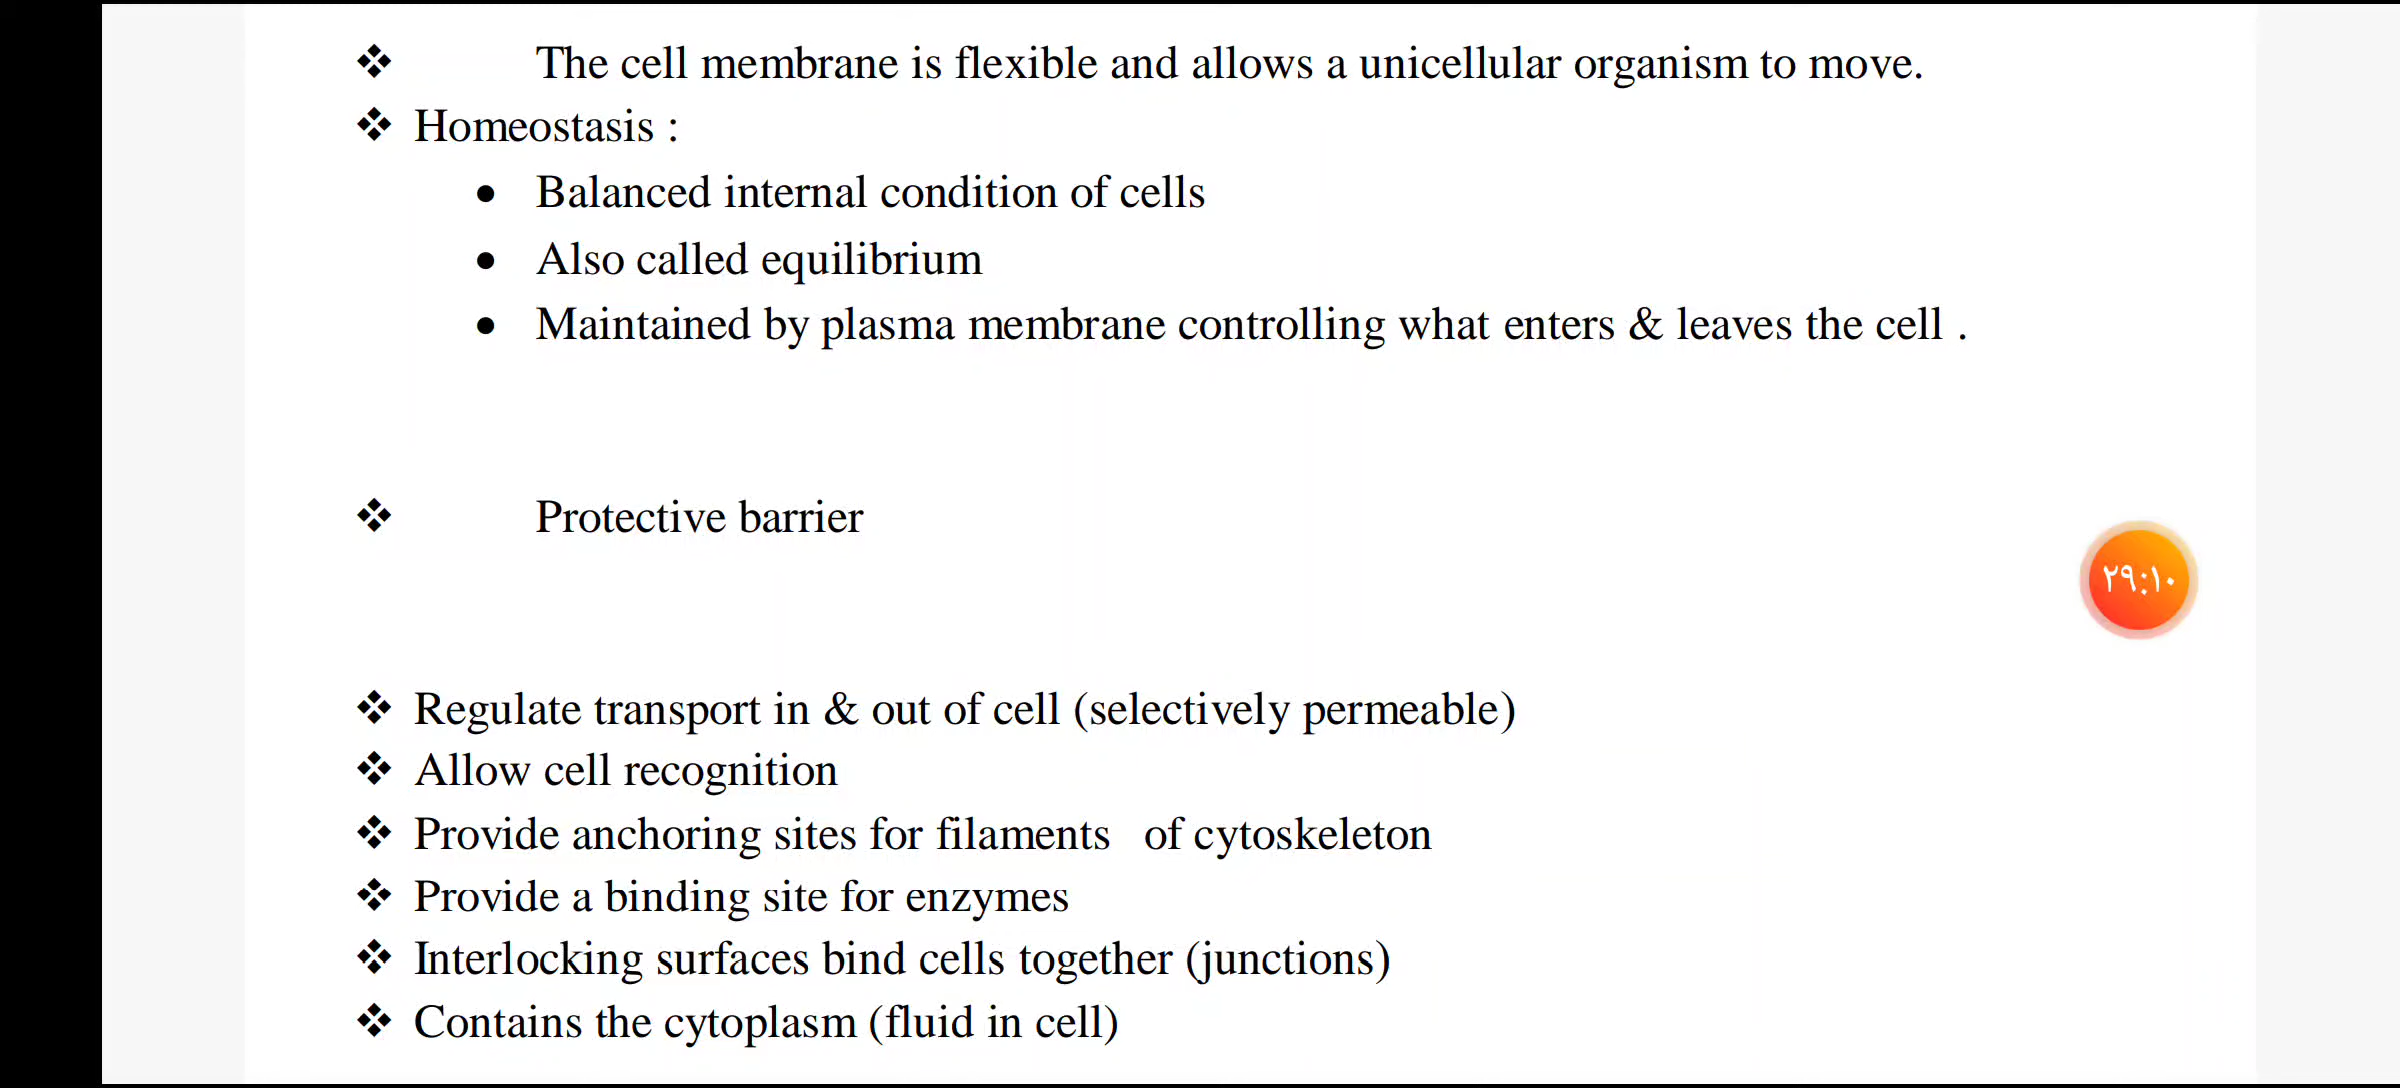 ❖ The cell membrane is flexible and allows a unicellular organism to move.
❖ Homeostasis :
• Balanced internal condition of cells
• Also called equilibrium
• Maintained by plasma membrane controlling what enters & leaves the cell .
❖ Protective barrier
٢٩:١٠
❖ Regulate transport in & out of cell (selectively permeable)
❖ Allow cell recognition
❖ Provide anchoring sites for filaments of cytoskeleton
❖ Provide a binding site for enzymes
❖ Interlocking surfaces bind cells together (junctions)
❖ Contains the cytoplasm (fluid in cell)